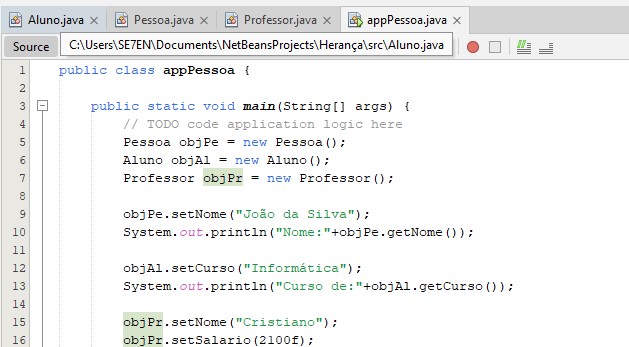 Aluno.java Pessoa.java Professor.java appPessoa.java
Source C:\Users\SE7EN\Documents\NetBeansProjects\Herança\src\Aluno.java
1 public class appPessoa {
2
3 public static void main(String[] args) {
4 // TODO code application logic here
5 Pessoa objPe = new Pessoa();
6 Aluno objAl = new Aluno();
7 Professor objPr = new Professor();
8
9 objPe.setNome("João da Silva");
10 System.out.println("Nome:"+objPe.getNome());
11
12 objAl.setCurso("Informática");
13 System.out.println("Curso de:"+objAl.getCurso());
14
15 objPr.setNome("Cristiano");
16 objPr.setSalario(2100f);